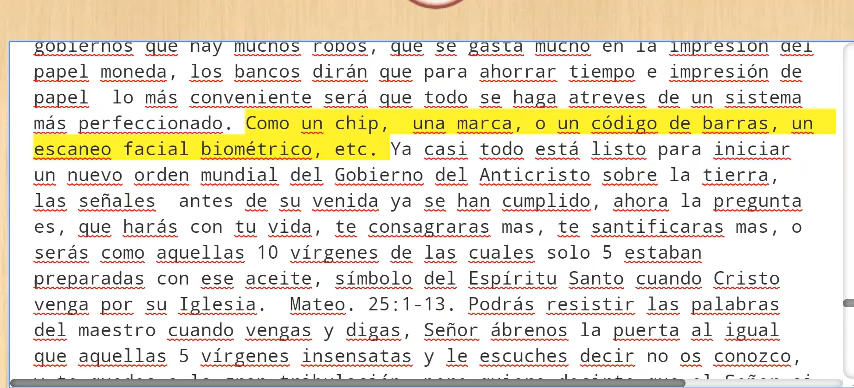 gobiernos que hay muchos robos, que se gasta mucho en la impresión del
papel moneda, los bancos dirán que para ahorrar tiempo e impresión de
papel  lo más conveniente será que todo se haga atreves de un sistema
más perfeccionado. Como un chip,  una marca, o un código de barras, un
escaneo facial biométrico, etc. Ya casi todo está listo para iniciar
un nuevo orden mundial del Gobierno del Anticristo sobre la tierra,
las señales  antes de su venida ya se han cumplido, ahora la pregunta
es, que harás con tu vida, te consagraras mas, te santificaras mas, o
serás como aquellas 10 vírgenes de las cuales solo 5 estaban
preparadas con ese aceite, símbolo del Espíritu Santo cuando Cristo
venga por su Iglesia.  Mateo. 25:1-13. Podrás resistir las palabras
del maestro cuando vengas y digas, Señor ábrenos la puerta al igual
que aquellas 5 vírgenes insensatas y le escuches decir no os conozco,